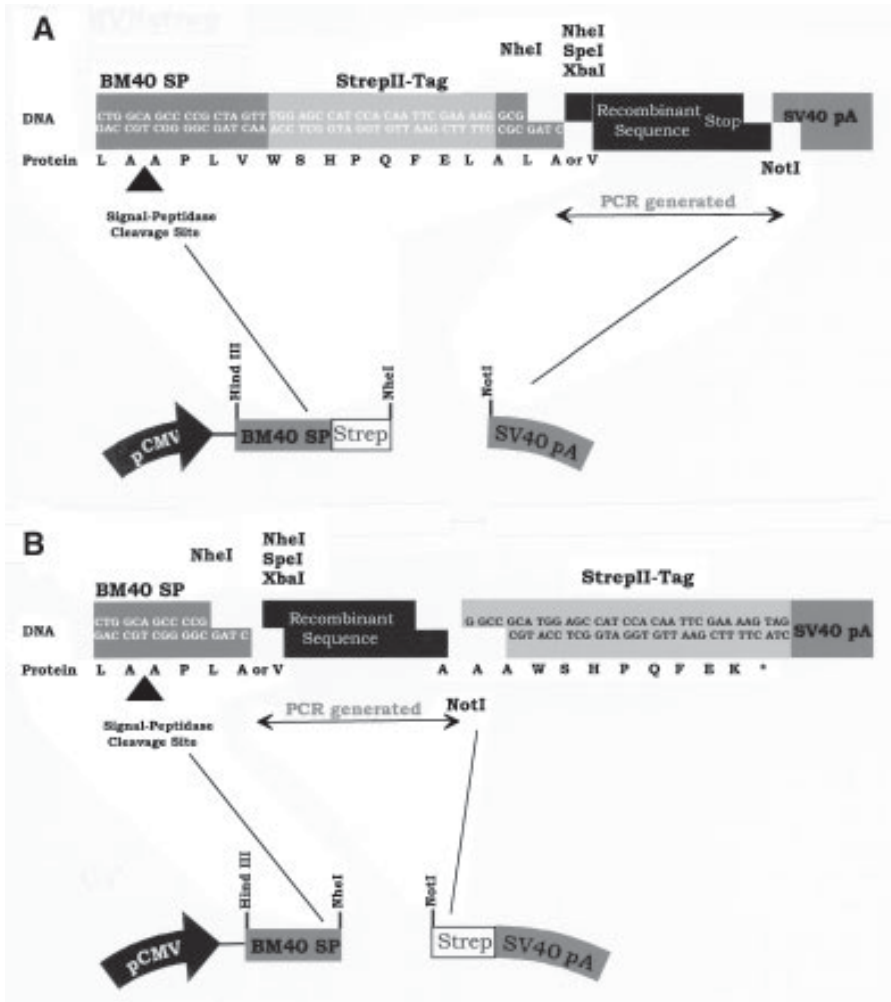 A
NheI
NheI
SpeI
XbaI
BM40 SP
StrepII-Tag
DNA
CTG GCA GCC CCG CTA GTT TGG AGC CAT CCA CAA TTC GAA AAG GCG
GAC CGT CGG GGC GAT CAA ACC TCG GTA GGT GTT AAG CTT TTC CGC GAT C
Recombinant
Sequence
Stop
SV40 pA
Protein
L A A P L V W S H P Q F E L A L A or V
NotI
Signal-Peptidase
Cleavage Site
PCR generated
Hind III
NheI
NotI
pCMV
BM40 SP
Strep
SV40 pA
B
NheI
NheI
SpeI
XbaI
BM40 SP
StrepII-Tag
DNA
CTG GCA GCC CCG
GAC CGT CGG GGC GAT C
Recombinant
Sequence
G GCC GCA TGG AGC CAT CCA CAA TTC GAA AAG TAG
CGT ACC TCG GTA GGT GTT AAG CTT TTC ATC
SV40 pA
Protein
L A A P L A or V A A A W S H P Q F E K *
Signal-Peptidase
Cleavage Site
PCR generated
NotI
Hind III
NheI
NotI
pCMV
BM40 SP
Strep
SV40 pA